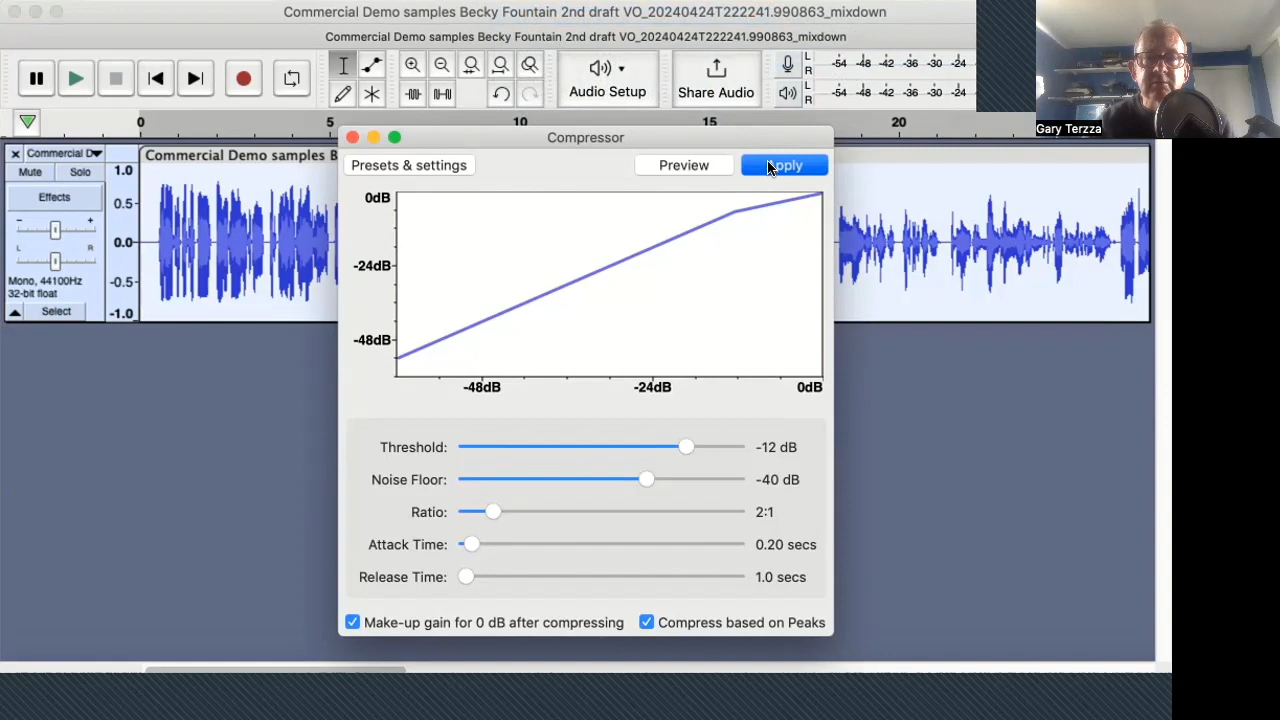 Commercial Demo samples Becky Fountain 2nd draft VO_20240424T222241.990863_mixdown
Commercial Demo samples Becky Fountain 2nd draft VO_20240424T222241.990863_mixdown
Audio Setup
Share Audio
L
R
-54 -48 -42 -36 -30 -24
L
R
-54 -48 -42 -36 -30 -24
Gary Terzza
0 5 10 15 20
Commercial D
Commercial Demo samples B
Mute Solo
Effects
- +
L R
Mono, 44100Hz
32-bit float
Select
1.0
0.5
0.0
-0.5
-1.0
Compressor
Presets & settings
Preview
Apply
0dB
-24dB
-48dB
-48dB -24dB 0dB
Threshold: -12 dB
Noise Floor: -40 dB
Ratio: 2:1
Attack Time: 0.20 secs
Release Time: 1.0 secs
Make-up gain for 0 dB after compressing
Compress based on Peaks